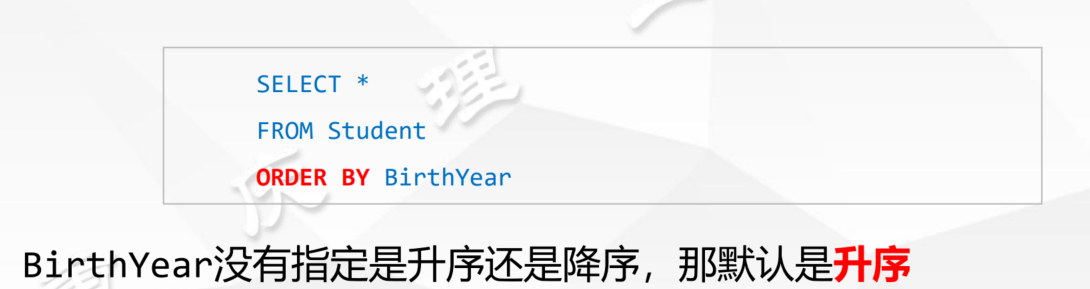 SELECT *
FROM Student
ORDER BY BirthYear
BirthYear没有指定是升序还是降序，那默认是升序
理